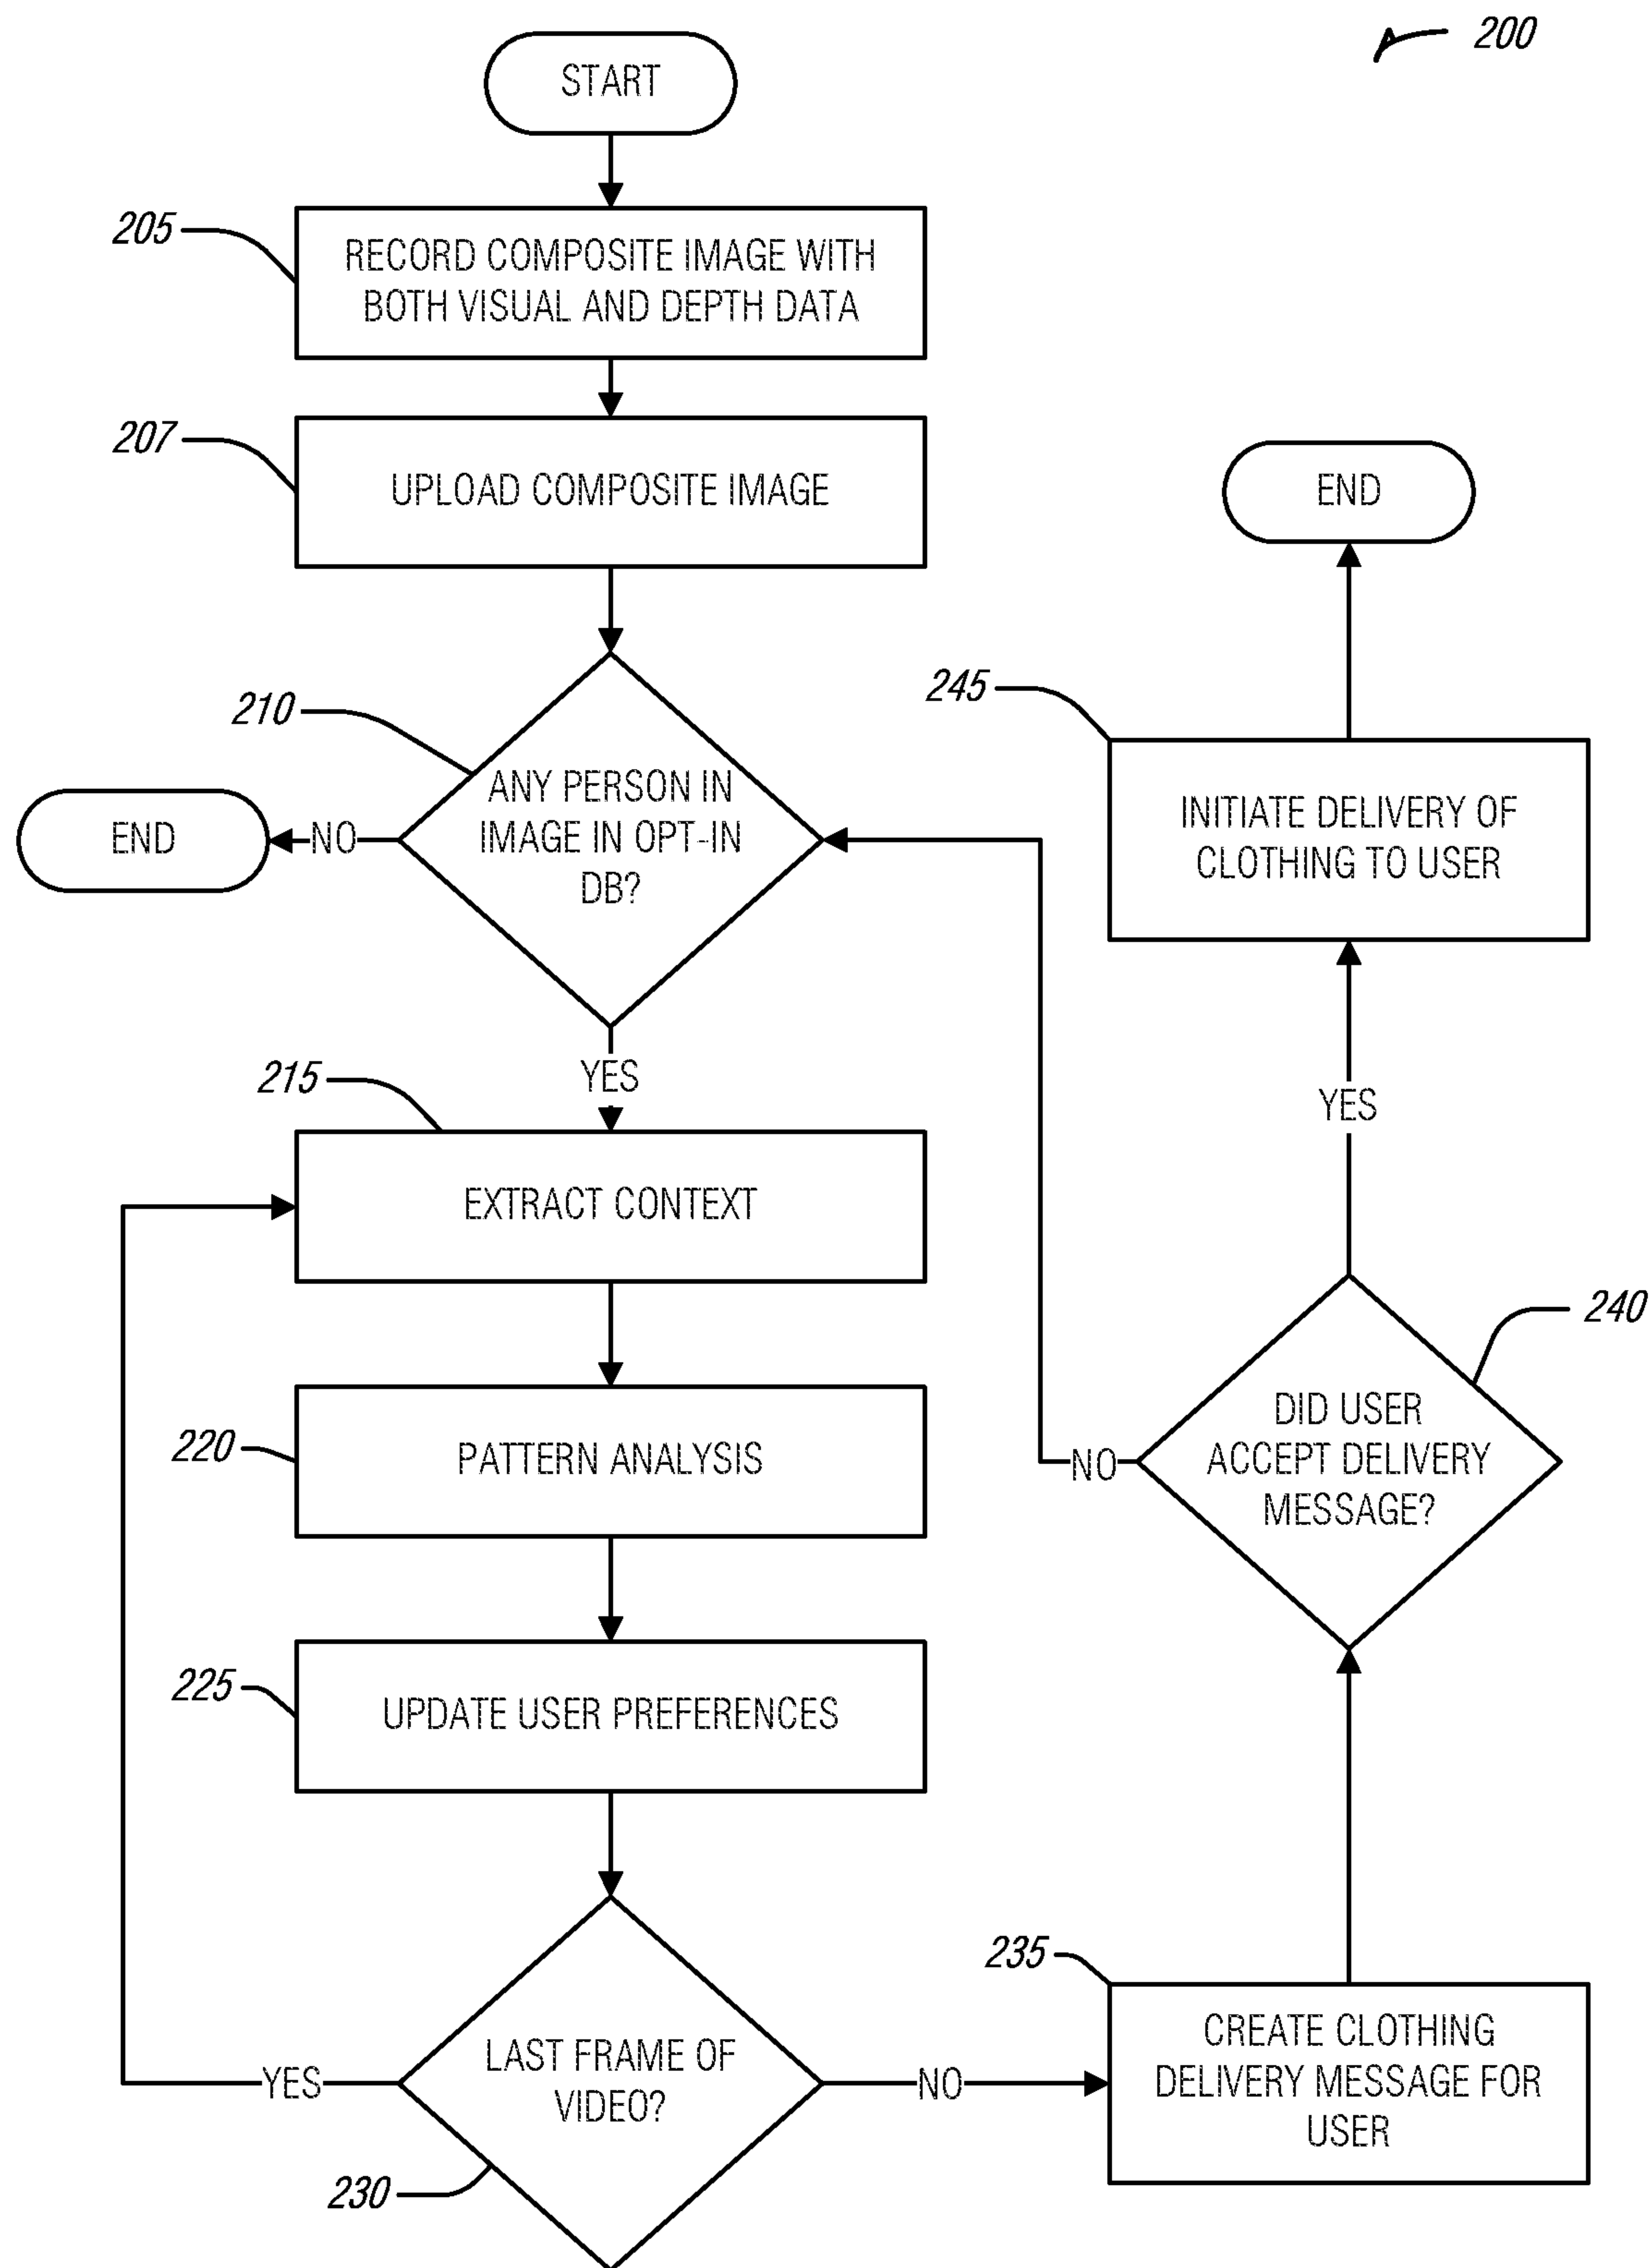 200
START
205
RECORD COMPOSITE IMAGE WITH
BOTH VISUAL AND DEPTH DATA
207
UPLOAD COMPOSITE IMAGE
END
210
ANY PERSON IN
IMAGE IN OPT-IN
DB?
NO
END
YES
245
INITIATE DELIVERY OF
CLOTHING TO USER
YES
215
EXTRACT CONTEXT
220
PATTERN ANALYSIS
225
UPDATE USER PREFERENCES
240
DID USER
ACCEPT DELIVERY
MESSAGE?
NO
230
LAST FRAME OF
VIDEO?
YES
NO
235
CREATE CLOTHING
DELIVERY MESSAGE FOR
USER